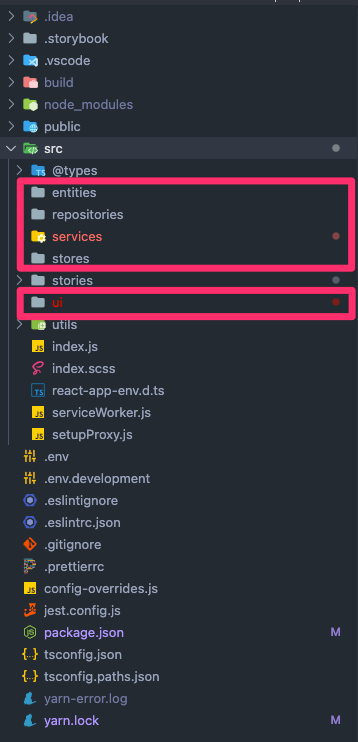 .idea
.storybook
.vscode
build
node_modules
public
src
@types
entities
repositories
services
stores
stories
ui
utils
index.js
index.scss
react-app-env.d.ts
serviceWorker.js
setupProxy.js
.env
.env.development
.eslintignore
.eslintrc.json
.gitignore
.prettierrc
config-overrides.js
jest.config.js
package.json M
tsconfig.json
tsconfig.paths.json
yarn-error.log
yarn.lock M